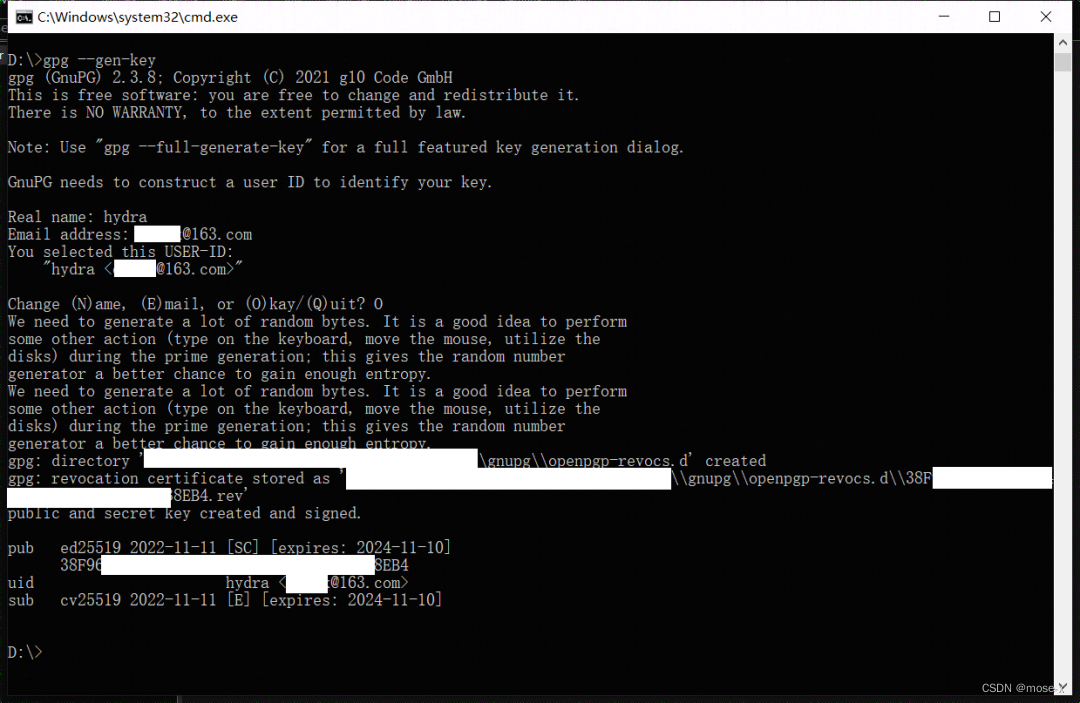 C:\Windows\system32\cmd.exe
D:\>gpg --gen-key
gpg (GnuPG) 2.3.8; Copyright (C) 2021 g10 Code GmbH
This is free software: you are free to change and redistribute it.
There is NO WARRANTY, to the extent permitted by law.
Note: Use "gpg --full-generate-key" for a full featured key generation dialog.
GnuPG needs to construct a user ID to identify your key.
Real name: hydra
Email address: @163.com
You selected this USER-ID:
"hydra <@163.com>"
Change (N)ame, (E)mail, or (O)kay/(Q)uit? O
We need to generate a lot of random bytes. It is a good idea to perform
some other action (type on the keyboard, move the mouse, utilize the
disks) during the prime generation; this gives the random number
generator a better chance to gain enough entropy.
We need to generate a lot of random bytes. It is a good idea to perform
some other action (type on the keyboard, move the mouse, utilize the
disks) during the prime generation; this gives the random number
generator a better chance to gain enough entropy.
gpg: directory '\gnupg\\openpgp-revocs.d' created
gpg: revocation certificate stored as '\\gnupg\\openpgp-revocs.d\\38F
8EB4.rev'
public and secret key created and signed.
pub ed25519 2022-11-11 [SC] [expires: 2024-11-10]
38F96 8EB4
uid hydra <@163.com>
sub cv25519 2022-11-11 [E] [expires: 2024-11-10]
D:\>
CSDN @mose-x